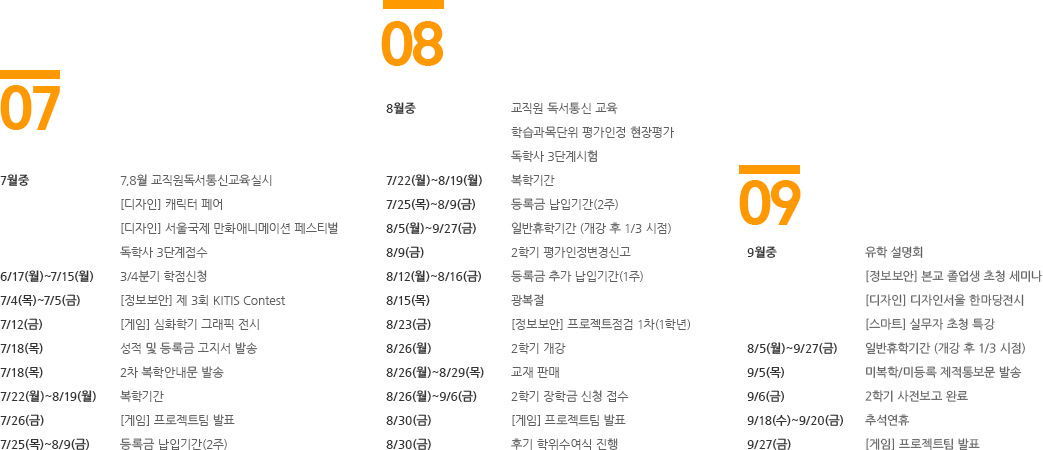 07
7월중 7,8월 교직원독서통신교육실시
[디자인] 캐릭터 페어
[디자인] 서울국제 만화애니메이션 페스티벌
독학사 3단계접수
6/17(월)~7/15(월) 3/4분기 학점신청
7/4(목)~7/5(금) [정보보안] 제 3회 KITIS Contest
7/12(금) [게임] 심화학기 그래픽 전시
7/18(목) 성적 및 등록금 고지서 발송
7/18(목) 2차 복학안내문 발송
7/22(월)~8/19(월) 복학기간
7/26(금) [게임] 프로젝트팀 발표
7/25(목)~8/9(금) 등록금 납입기간(2주)
08
8월중 교직원 독서통신 교육
학습과목단위 평가인정 현장평가
독학사 3단계시험
7/22(월)~8/19(월) 복학기간
7/25(목)~8/9(금) 등록금 납입기간(2주)
8/5(월)~9/27(금) 일반휴학기간 (개강 후 1/3 시점)
8/9(금) 2학기 평가인정변경신고
8/12(월)~8/16(금) 등록금 추가 납입기간(1주)
8/15(목) 광복절
8/23(금) [정보보안] 프로젝트점검 1차(1학년)
8/26(월) 2학기 개강
8/26(월)~8/29(목) 교재 판매
8/26(월)~9/6(금) 2학기 장학금 신청 접수
8/30(금) [게임] 프로젝트팀 발표
8/30(금) 후기 학위수여식 진행
09
9월중 유학 설명회
[정보보안] 본교 졸업생 초청 세미나
[디자인] 디자인서울 한마당전시
[스마트] 실무자 초청 특강
8/5(월)~9/27(금) 일반휴학기간 (개강 후 1/3 시점)
9/5(목) 미복학/미등록 제적통보문 발송
9/6(금) 2학기 사전보고 완료
9/18(수)~9/20(금) 추석연휴
9/27(금) [게임] 프로젝트팀 발표